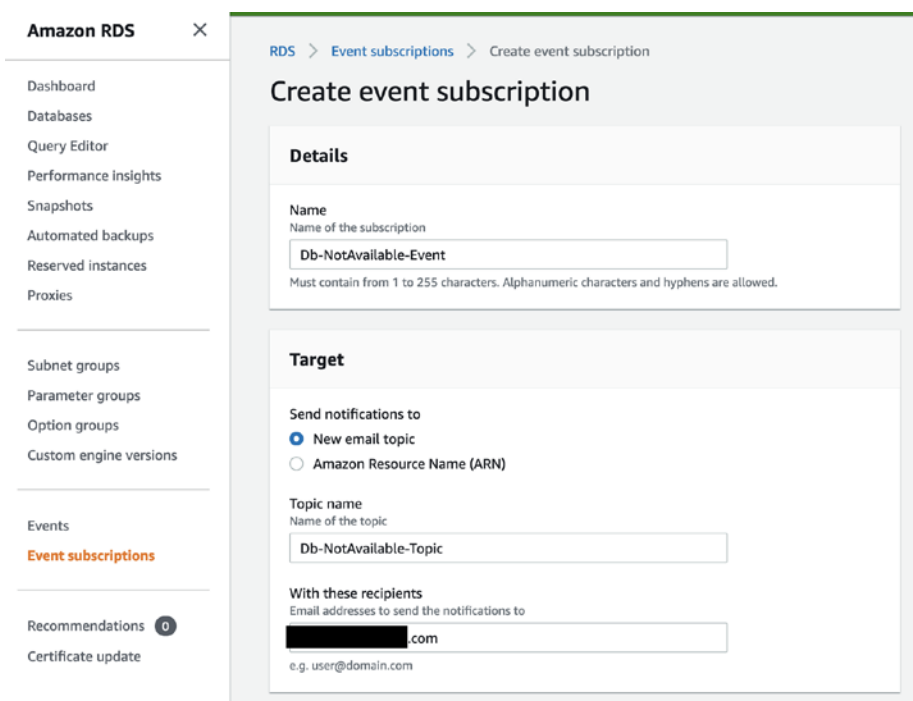 Amazon RDS
Dashboard
Databases
Query Editor
Performance insights
Snapshots
Automated backups
Reserved instances
Proxies
Subnet groups
Parameter groups
Option groups
Custom engine versions
Events
Event subscriptions
Recommendations 0
Certificate update
RDS > Event subscriptions > Create event subscription
Create event subscription
Details
Name
Name of the subscription
Db-NotAvailable-Event
Must contain from 1 to 255 characters. Alphanumeric characters and hyphens are allowed.
Target
Send notifications to
New email topic
Amazon Resource Name (ARN)
Topic name
Name of the topic
Db-NotAvailable-Topic
With these recipients
Email addresses to send the notifications to
.com
e.g. user@domain.com